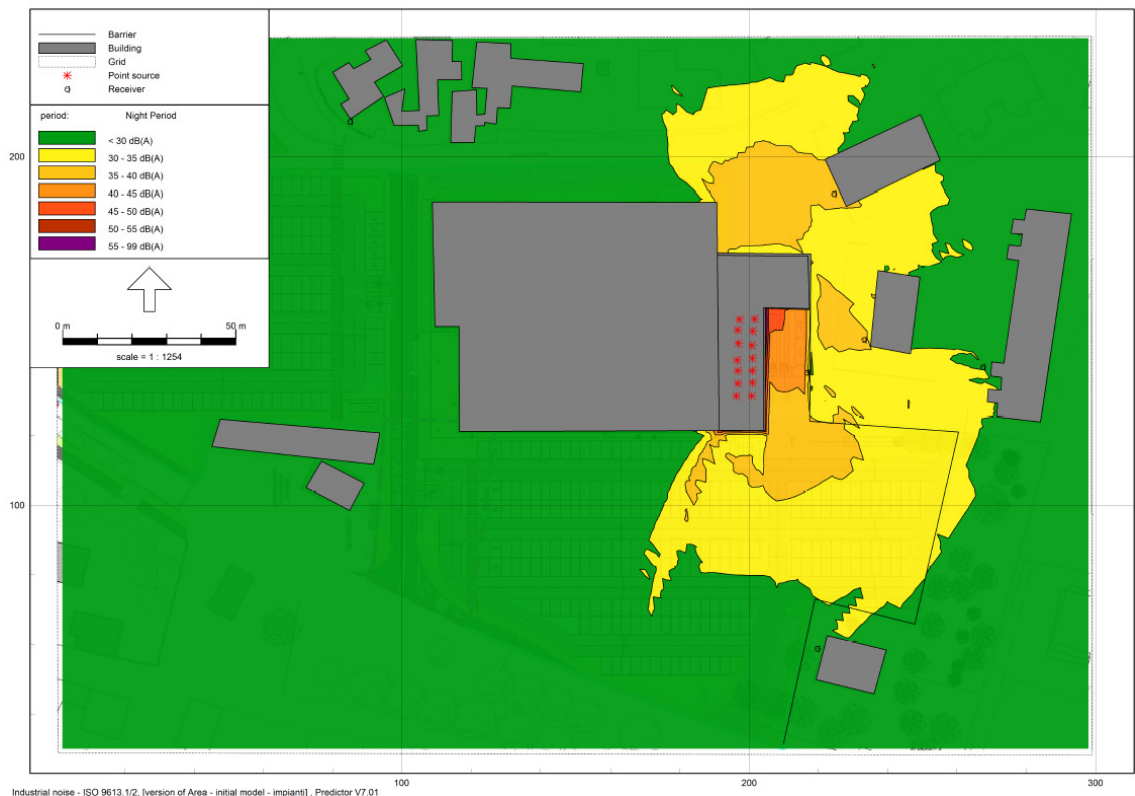 Barrier
Building
Grid
Point source
Receiver
period: Night Period
< 30 dB(A)
30 - 35 dB(A)
35 - 40 dB(A)
40 - 45 dB(A)
45 - 50 dB(A)
50 - 55 dB(A)
55 - 99 dB(A)
0 m 50 m
scale = 1 : 1254
200
100
100 200 300
Industrial noise - ISO 9613.1/2, [version of Area - initial model - impianti] , Predictor V7.01